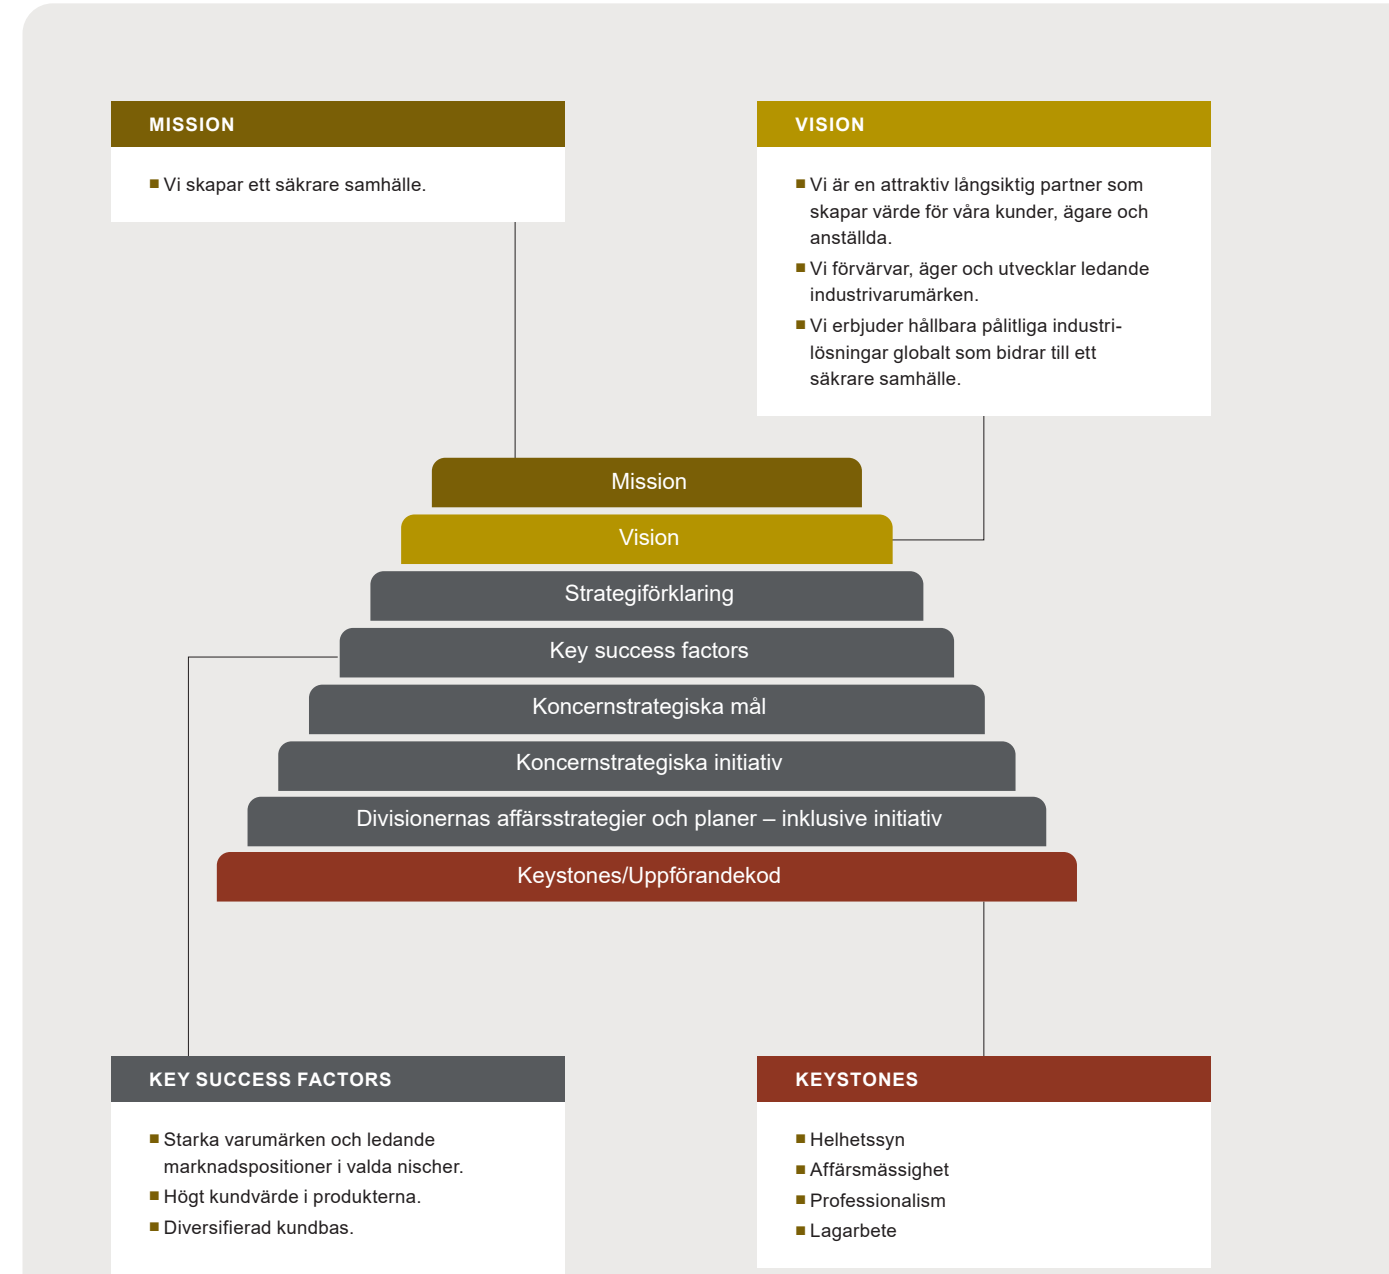 MISSION
Vi skapar ett säkrare samhälle.
VISION
Vi är en attraktiv långsiktig partner som
skapar värde för våra kunder, ägare och
anställda.
Vi förvärvar, äger och utvecklar ledande
industrivarumärken.
Vi erbjuder hållbara pålitliga industri-
lösningar globalt som bidrar till ett
säkrare samhälle.
Mission
Vision
Strategiförklaring
Key success factors
Koncernstrategiska mål
Koncernstrategiska initiativ
Divisionernas affärsstrategier och planer – inklusive initiativ
Keystones/Uppförandekod
KEY SUCCESS FACTORS
Starka varumärken och ledande
marknadspositioner i valda nischer.
Högt kundvärde i produkterna.
Diversifierad kundbas.
KEYSTONES
Helhetssyn
Affärsmässighet
Professionalism
Lagarbete